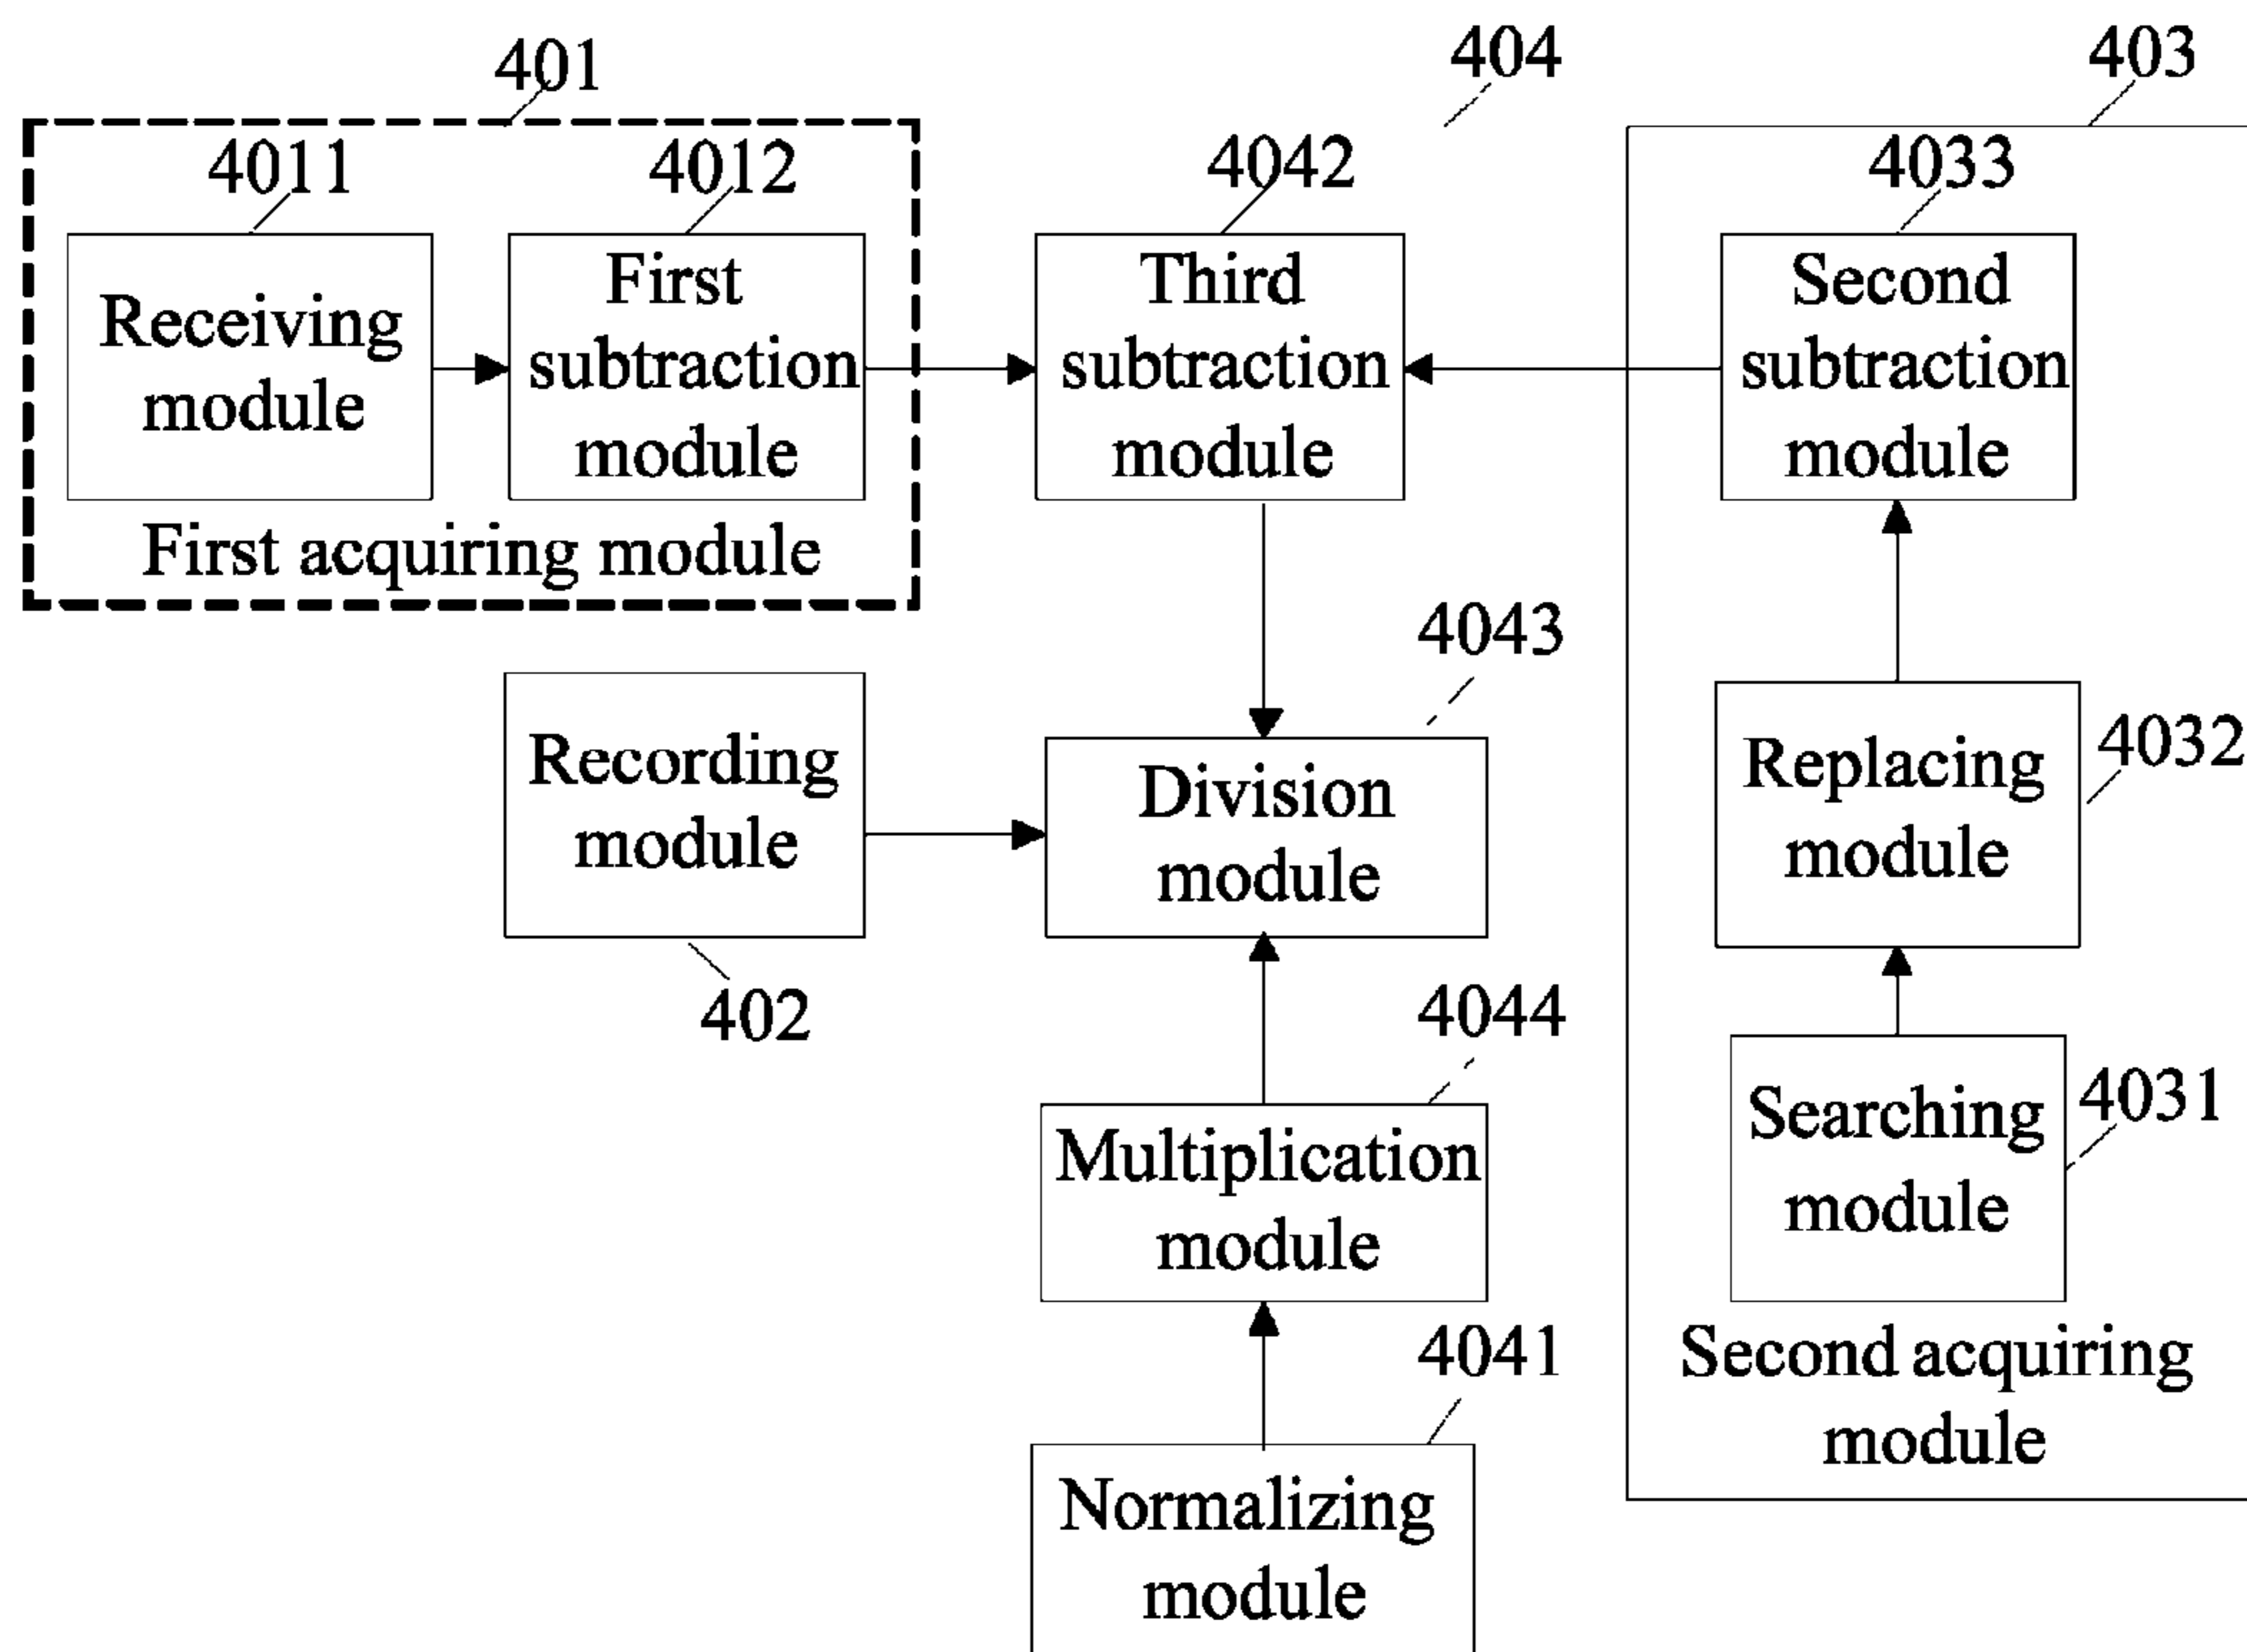 401
404
403
4011
4012
4042
4033
Receiving
module
First
subtraction
module
Third
subtraction
module
Second
subtraction
module
First acquiring module
4043
Recording
module
402
Division
module
Replacing
module
4032
4044
Multiplication
module
Searching
module
4031
4041
Normalizing
module
Second acquiring
module